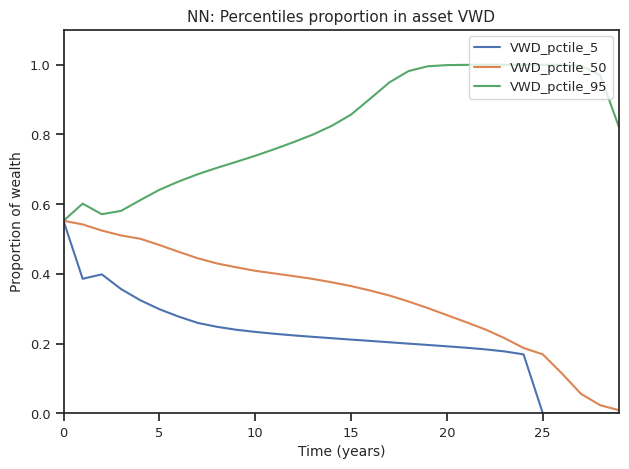 NN: Percentiles proportion in asset VWD
VWD_pctile_5
VWD_pctile_50
VWD_pctile_95
Proportion of wealth
1.0
0.8
0.6
0.4
0.2
0.0
0 5 10 15 20 25
Time (years)